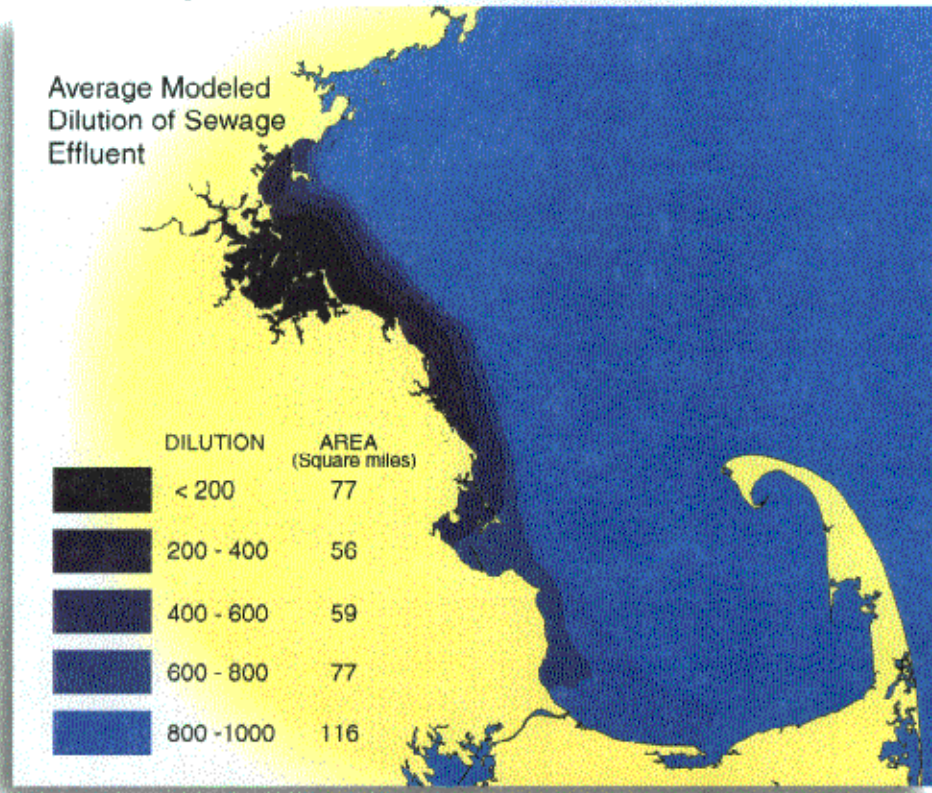 Average Modeled
Dilution of Sewage
Effluent
DILUTION AREA
(Square miles)
< 200 77
200 - 400 56
400 - 600 59
600 - 800 77
800 -1000 116